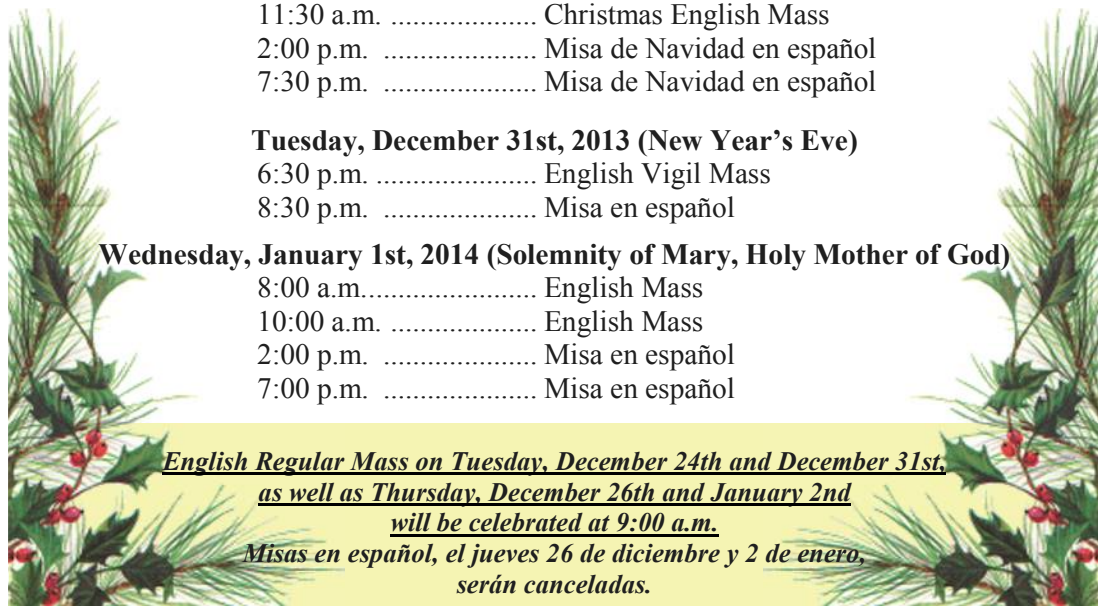 11:30 a.m. ...................... Christmas English Mass
2:00 p.m. ..................... Misa de Navidad en español
7:30 p.m. ..................... Misa de Navidad en español
Tuesday, December 31st, 2013 (New Year’s Eve)
6:30 p.m. ...................... English Vigil Mass
8:30 p.m. ..................... Misa en español
Wednesday, January 1st, 2014 (Solemnity of Mary, Holy Mother of God)
8:00 a.m........................ English Mass
10:00 a.m. .................... English Mass
2:00 p.m. ..................... Misa en español
7:00 p.m. ..................... Misa en español
English Regular Mass on Tuesday, December 24th and December 31st,
as well as Thursday, December 26th and January 2nd
will be celebrated at 9:00 a.m.
Misas en español, el jueves 26 de diciembre y 2 de enero,
serán canceladas.